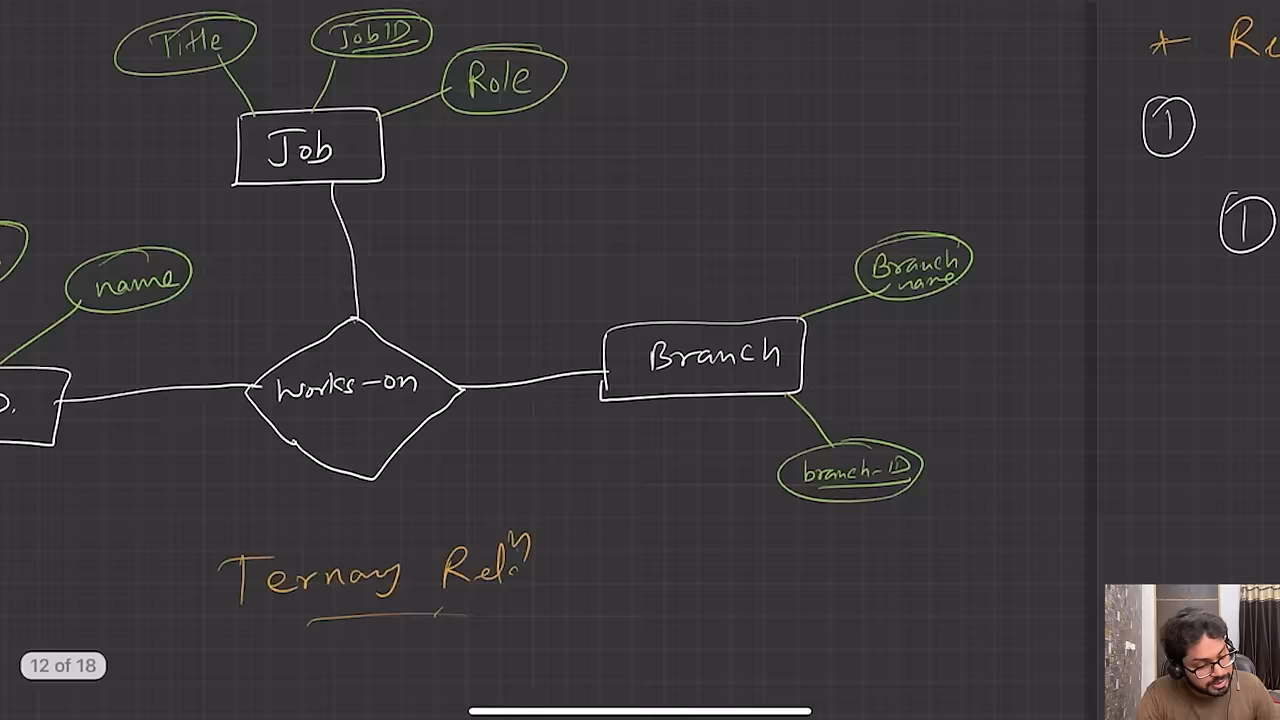 Title
JobID
Role
Job
name
Works-on
Branch
Branch
name
branch-ID
Ternary Relⁿ
12 of 18
* Re
1
1